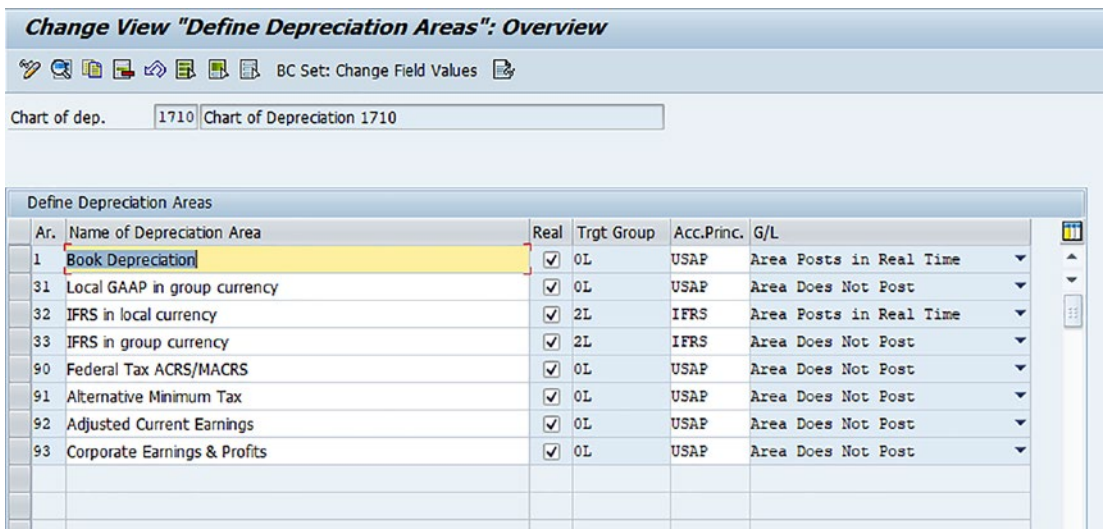 Change View "Define Depreciation Areas": Overview
BC Set: Change Field Values
Chart of dep. 1710 Chart of Depreciation 1710
Define Depreciation Areas
Ar. Name of Depreciation Area Real Trgt Group Acc.Princ. G/L
1 Book Depreciation 0L USAP Area Posts in Real Time
31 Local GAAP in group currency 0L USAP Area Does Not Post
32 IFRS in local currency 2L IFRS Area Posts in Real Time
33 IFRS in group currency 2L IFRS Area Does Not Post
90 Federal Tax ACRS/MACRS 0L USAP Area Does Not Post
91 Alternative Minimum Tax 0L USAP Area Does Not Post
92 Adjusted Current Earnings 0L USAP Area Does Not Post
93 Corporate Earnings & Profits 0L USAP Area Does Not Post